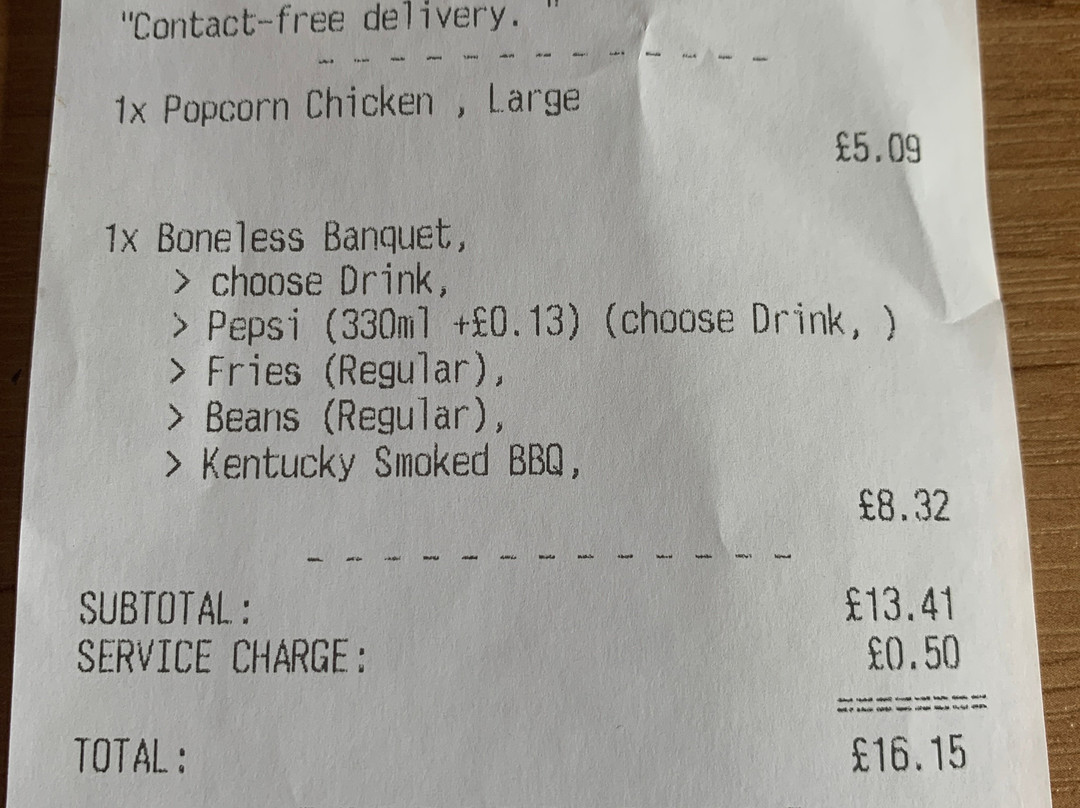 "Contact-free delivery. "
1x Popcorn Chicken , Large
£5.09
1x Boneless Banquet,
> choose Drink,
> Pepsi (330ml +£0.13) (choose Drink, )
> Fries (Regular),
> Beans (Regular),
> Kentucky Smoked BBQ,
£8.32
SUBTOTAL: £13.41
SERVICE CHARGE: £0.50
TOTAL: £16.15